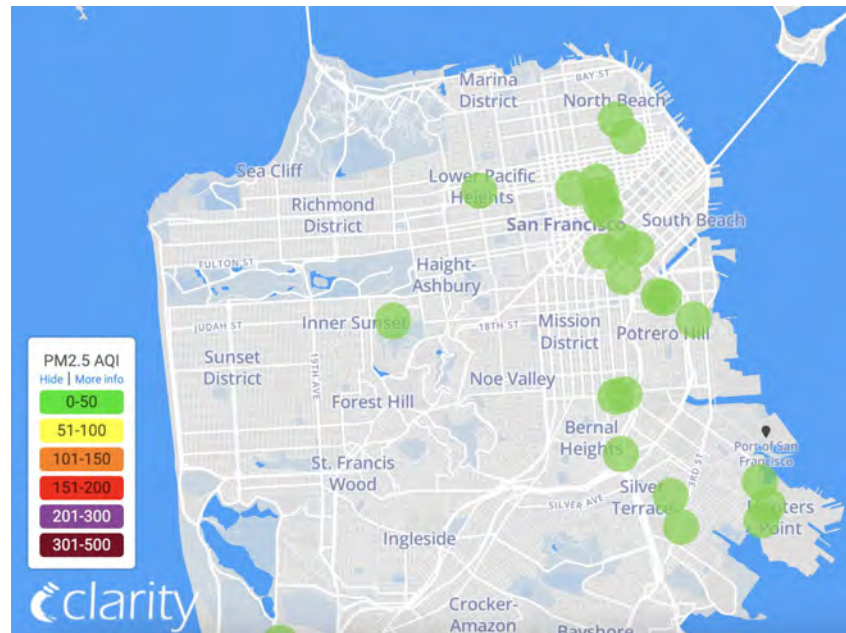 Marina
District
BAY ST
North Beach
Sea Cliff
Lower Pacific
Heights
Richmond
District
San Francisco
South Beach
FULTON ST
Haight-
Ashbury
JUDAH ST
Inner Sunset
18TH ST
Mission
District
Potrero Hill
Sunset
District
19TH AVE
Noe Valley
Forest Hill
Bernal
Heights
Port of San
Francisco
3RD ST
St. Francis
Wood
SILVER AVE
Silver
Terrace
Hunters
Point
Ingleside
Crocker-
Amazon
Bayshore
PM2.5 AQI
Hide | More info
0-50
51-100
101-150
151-200
201-300
301-500
clarity